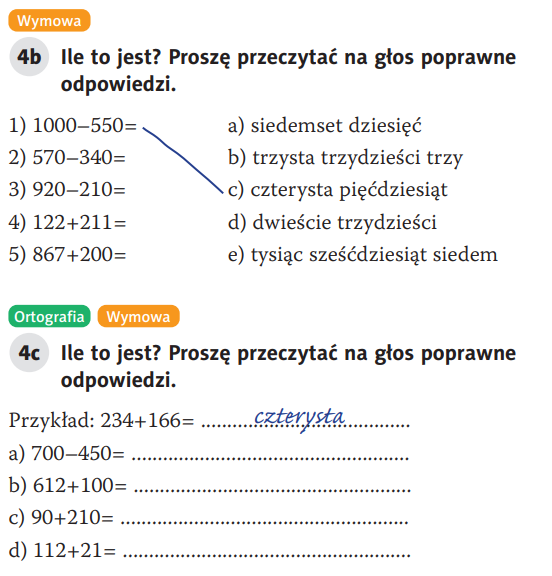 Wymowa
4b Ile to jest? Proszę przeczytać na głos poprawne
odpowiedzi.
1) 1000–550= a) siedemset dziesięć
2) 570–340= b) trzysta trzydzieści trzy
3) 920–210= c) czterysta pięćdziesiąt
4) 122+211= d) dwieście trzydzieści
5) 867+200= e) tysiąc sześćdziesiąt siedem
Ortografia Wymowa
4c Ile to jest? Proszę przeczytać na głos poprawne
odpowiedzi.
Przykład: 234+166= czterysta
a) 700–450= ................................................
b) 612+100= ................................................
c) 90+210= ..................................................
d) 112+21= ..................................................